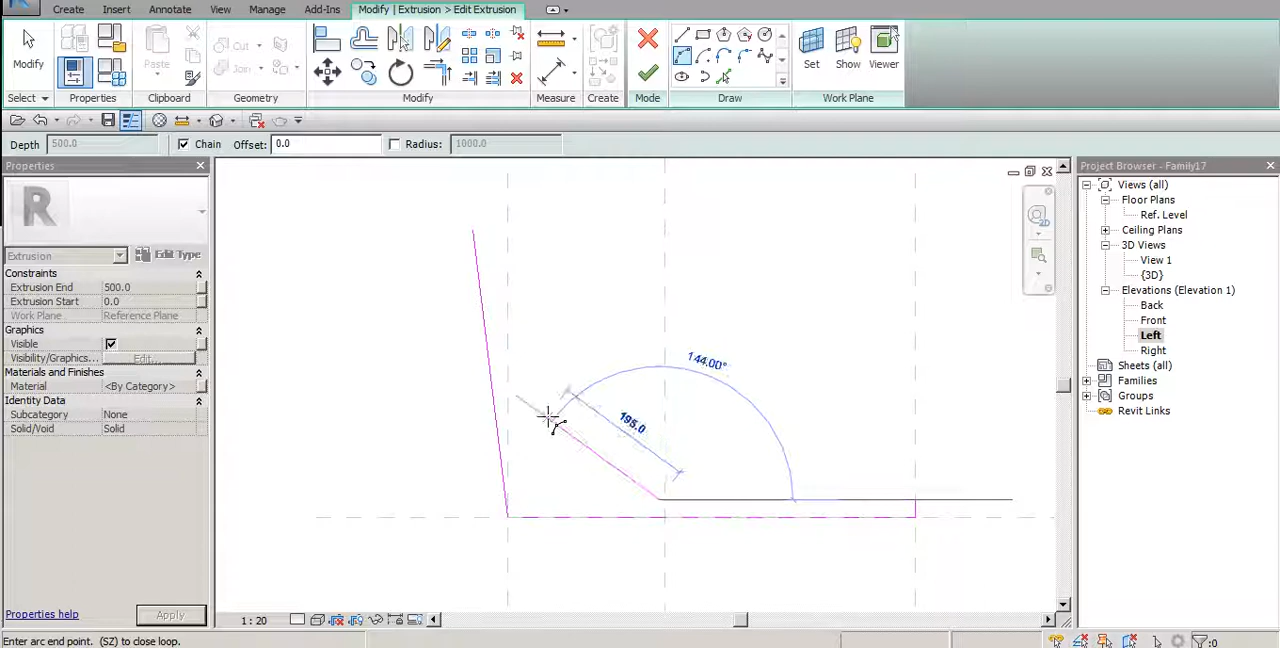 Create Annotate View Manage Add-Ins Modify | Extrusion > Edit Extrusion
Modify
Paste
Cut
Join
Set Show Viewer
Select Properties Clipboard Geometry Modify Measure Create Mode Draw Work Plane
Depth 500.0 Chain Offset: 0.0 Radius: 1000.0
Properties
R
Extrusion Edit Type
Constraints
Extrusion End 500.0
Extrusion Start 0.0
Work Plane Reference Plane
Graphics
Visible
Visibility/Graphics... Edit...
Materials and Finishes
Material <By Category>
Identity Data
Subcategory None
Solid/Void Solid
Properties help Apply
144.00°
195.0
2D
Project Browser - Family17
Views (all)
Floor Plans
Ref. Level
Ceiling Plans
3D Views
View 1
{3D}
Elevations (Elevation 1)
Back
Front
Left
Right
Sheets (all)
Families
Groups
Revit Links
1 : 20
Enter arc end point. (SZ) to close loop.
:0